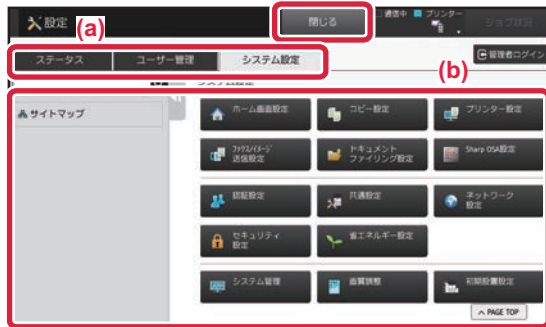 設定
(a)
閉じる
通信中
プリンター
ジョブ状況
ステータス
ユーザー管理
システム設定
管理者ログイン
(b)
システム設定
サイトマップ
ホーム画面設定
コピー設定
プリンター設定
ファクス/イメージ
送信設定
ドキュメント
ファイリング設定
Sharp OSA設定
認証設定
共通設定
ネットワーク
設定
セキュリティ
設定
省エネルギー設定
システム管理
画質調整
初期設置設定
PAGE TOP